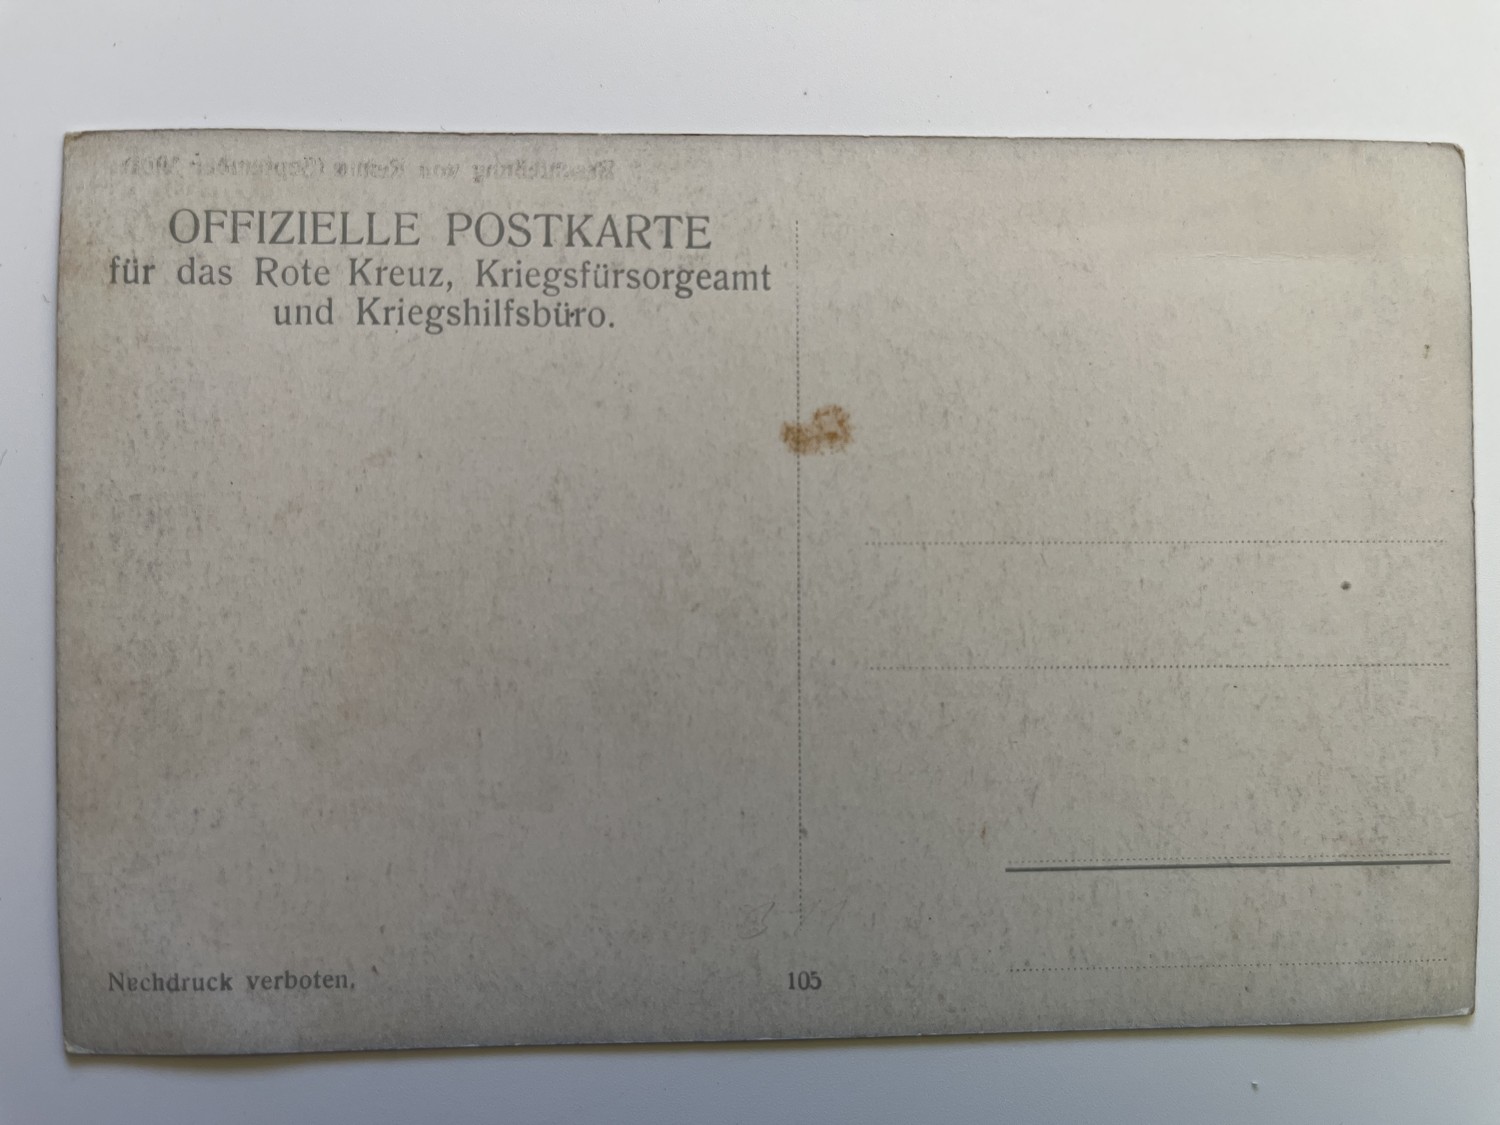 OFFIZIELLE POSTKARTE
für das Rote Kreuz, Kriegsfürsorgeamt
und Kriegshilfsbüro.
Nachdruck verboten.
105